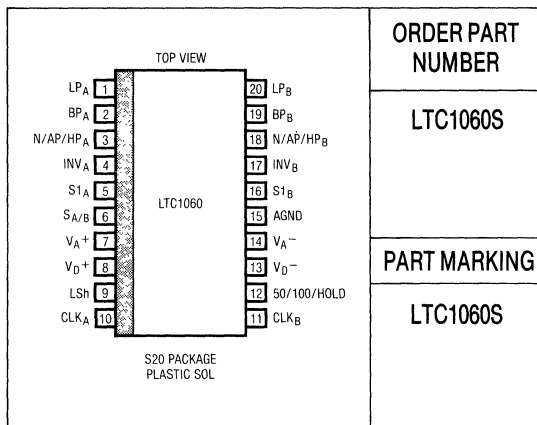 TOP VIEW
LPA 1 20 LPB
BPA 2 19 BPB
N/AP/HPA 3 18 N/AP/HPB
INVA 4 17 INVB
S1A 5 16 S1B
SA/B 6 15 AGND
VA+ 7 14 VA−
VD+ 8 13 VD−
LSh 9 12 50/100/HOLD
CLKA 10 11 CLKB
LTC1060
S20 PACKAGE
PLASTIC SOL
ORDER PART
NUMBER
LTC1060S
PART MARKING
LTC1060S